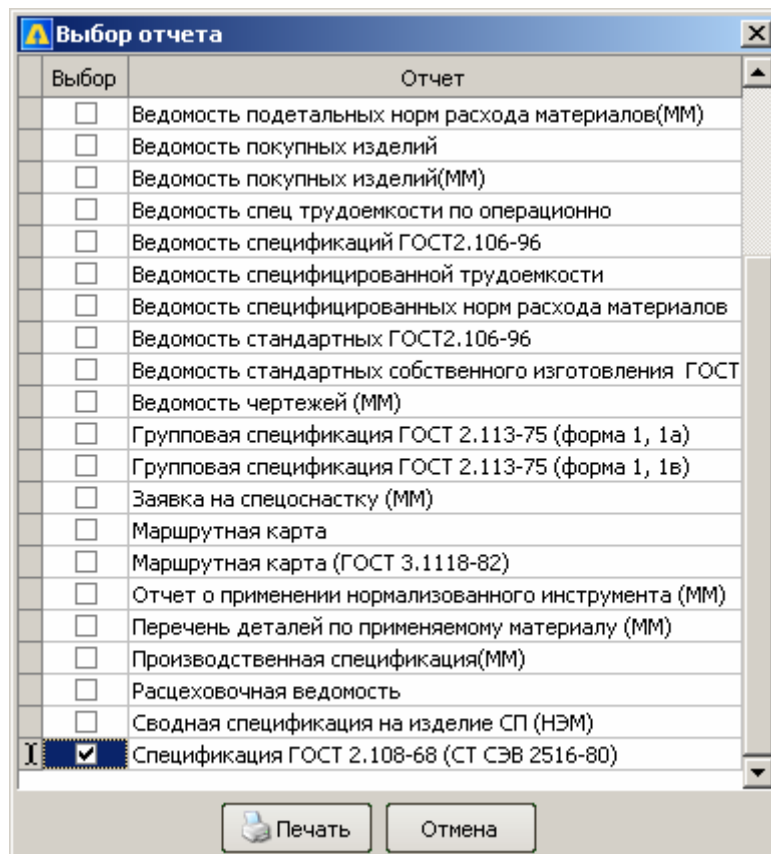 Выбор отчета
Выбор Отчет
Ведомость подетальных норм расхода материалов(ММ)
Ведомость покупных изделий
Ведомость покупных изделий(ММ)
Ведомость спец трудоемкости по операционно
Ведомость спецификаций ГОСТ2.106-96
Ведомость специфицированной трудоемкости
Ведомость специфицированных норм расхода материалов
Ведомость стандартных ГОСТ2.106-96
Ведомость стандартных собственного изготовления ГОСТ
Ведомость чертежей (ММ)
Групповая спецификация ГОСТ 2.113-75 (форма 1, 1а)
Групповая спецификация ГОСТ 2.113-75 (форма 1, 1в)
Заявка на спецоснастку (ММ)
Маршрутная карта
Маршрутная карта (ГОСТ 3.1118-82)
Отчет о применении нормализованного инструмента (ММ)
Перечень деталей по применяемому материалу (ММ)
Производственная спецификация(ММ)
Расцеховочная ведомость
Сводная спецификация на изделие СП (НЭМ)
Спецификация ГОСТ 2.108-68 (СТ СЭВ 2516-80)
Печать Отмена